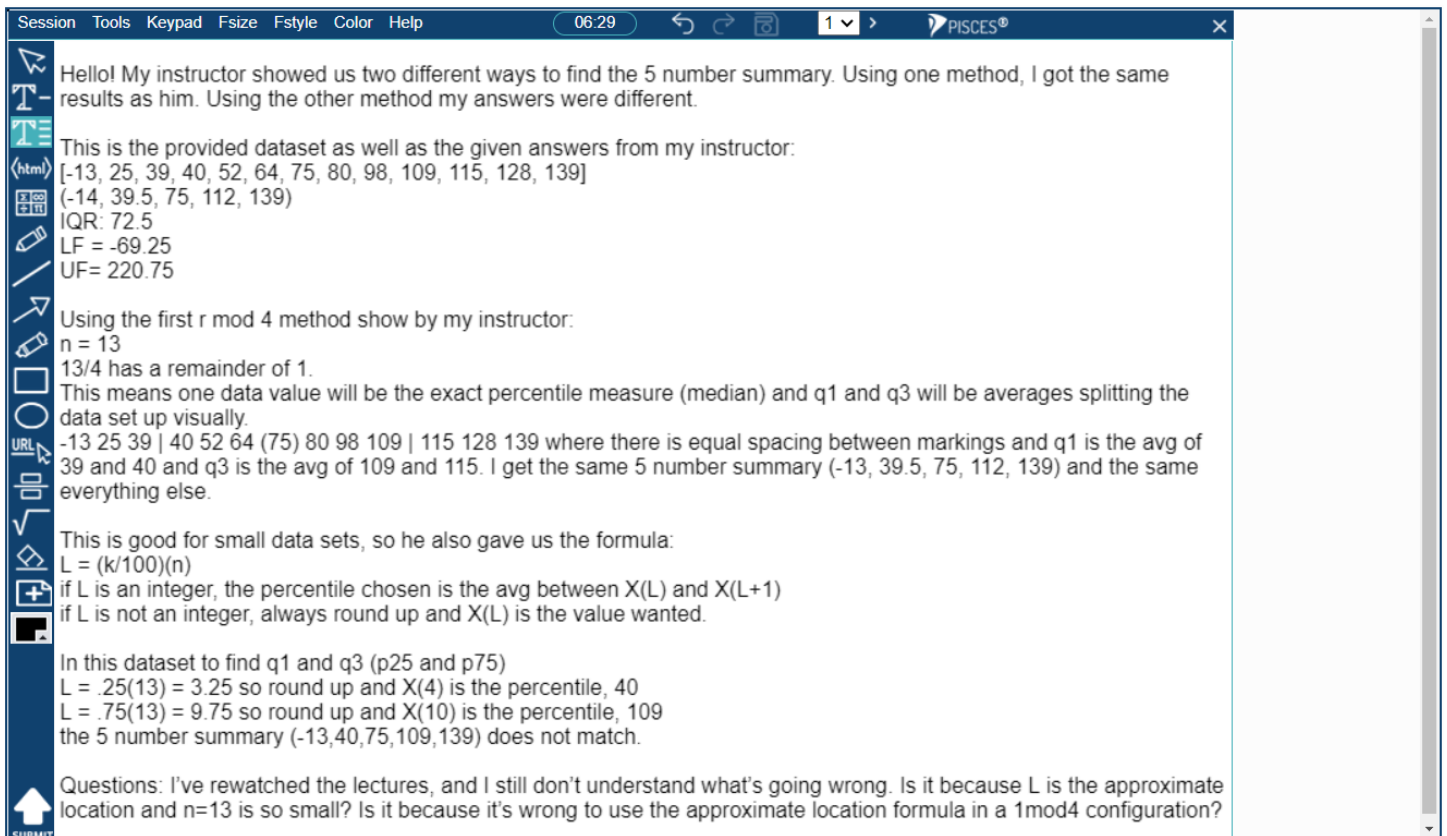 Session Tools Keypad Fsize Fstyle Color Help 06:29 1 > PISCES® ×
Hello! My instructor showed us two different ways to find the 5 number summary. Using one method, I got the same
results as him. Using the other method my answers were different.
This is the provided dataset as well as the given answers from my instructor:
[-13, 25, 39, 40, 52, 64, 75, 80, 98, 109, 115, 128, 139]
(-14, 39.5, 75, 112, 139)
IQR: 72.5
LF = -69.25
UF= 220.75
Using the first r mod 4 method show by my instructor:
n = 13
13/4 has a remainder of 1.
This means one data value will be the exact percentile measure (median) and q1 and q3 will be averages splitting the
data set up visually.
-13 25 39 | 40 52 64 (75) 80 98 109 | 115 128 139 where there is equal spacing between markings and q1 is the avg of
39 and 40 and q3 is the avg of 109 and 115. I get the same 5 number summary (-13, 39.5, 75, 112, 139) and the same
everything else.
This is good for small data sets, so he also gave us the formula:
L = (k/100)(n)
if L is an integer, the percentile chosen is the avg between X(L) and X(L+1)
if L is not an integer, always round up and X(L) is the value wanted.
In this dataset to find q1 and q3 (p25 and p75)
L = .25(13) = 3.25 so round up and X(4) is the percentile, 40
L = .75(13) = 9.75 so round up and X(10) is the percentile, 109
the 5 number summary (-13,40,75,109,139) does not match.
Questions: I've rewatched the lectures, and I still don't understand what's going wrong. Is it because L is the approximate
location and n=13 is so small? Is it because it's wrong to use the approximate location formula in a 1mod4 configuration?
T
T
⟨html⟩
URL
SUBMIT